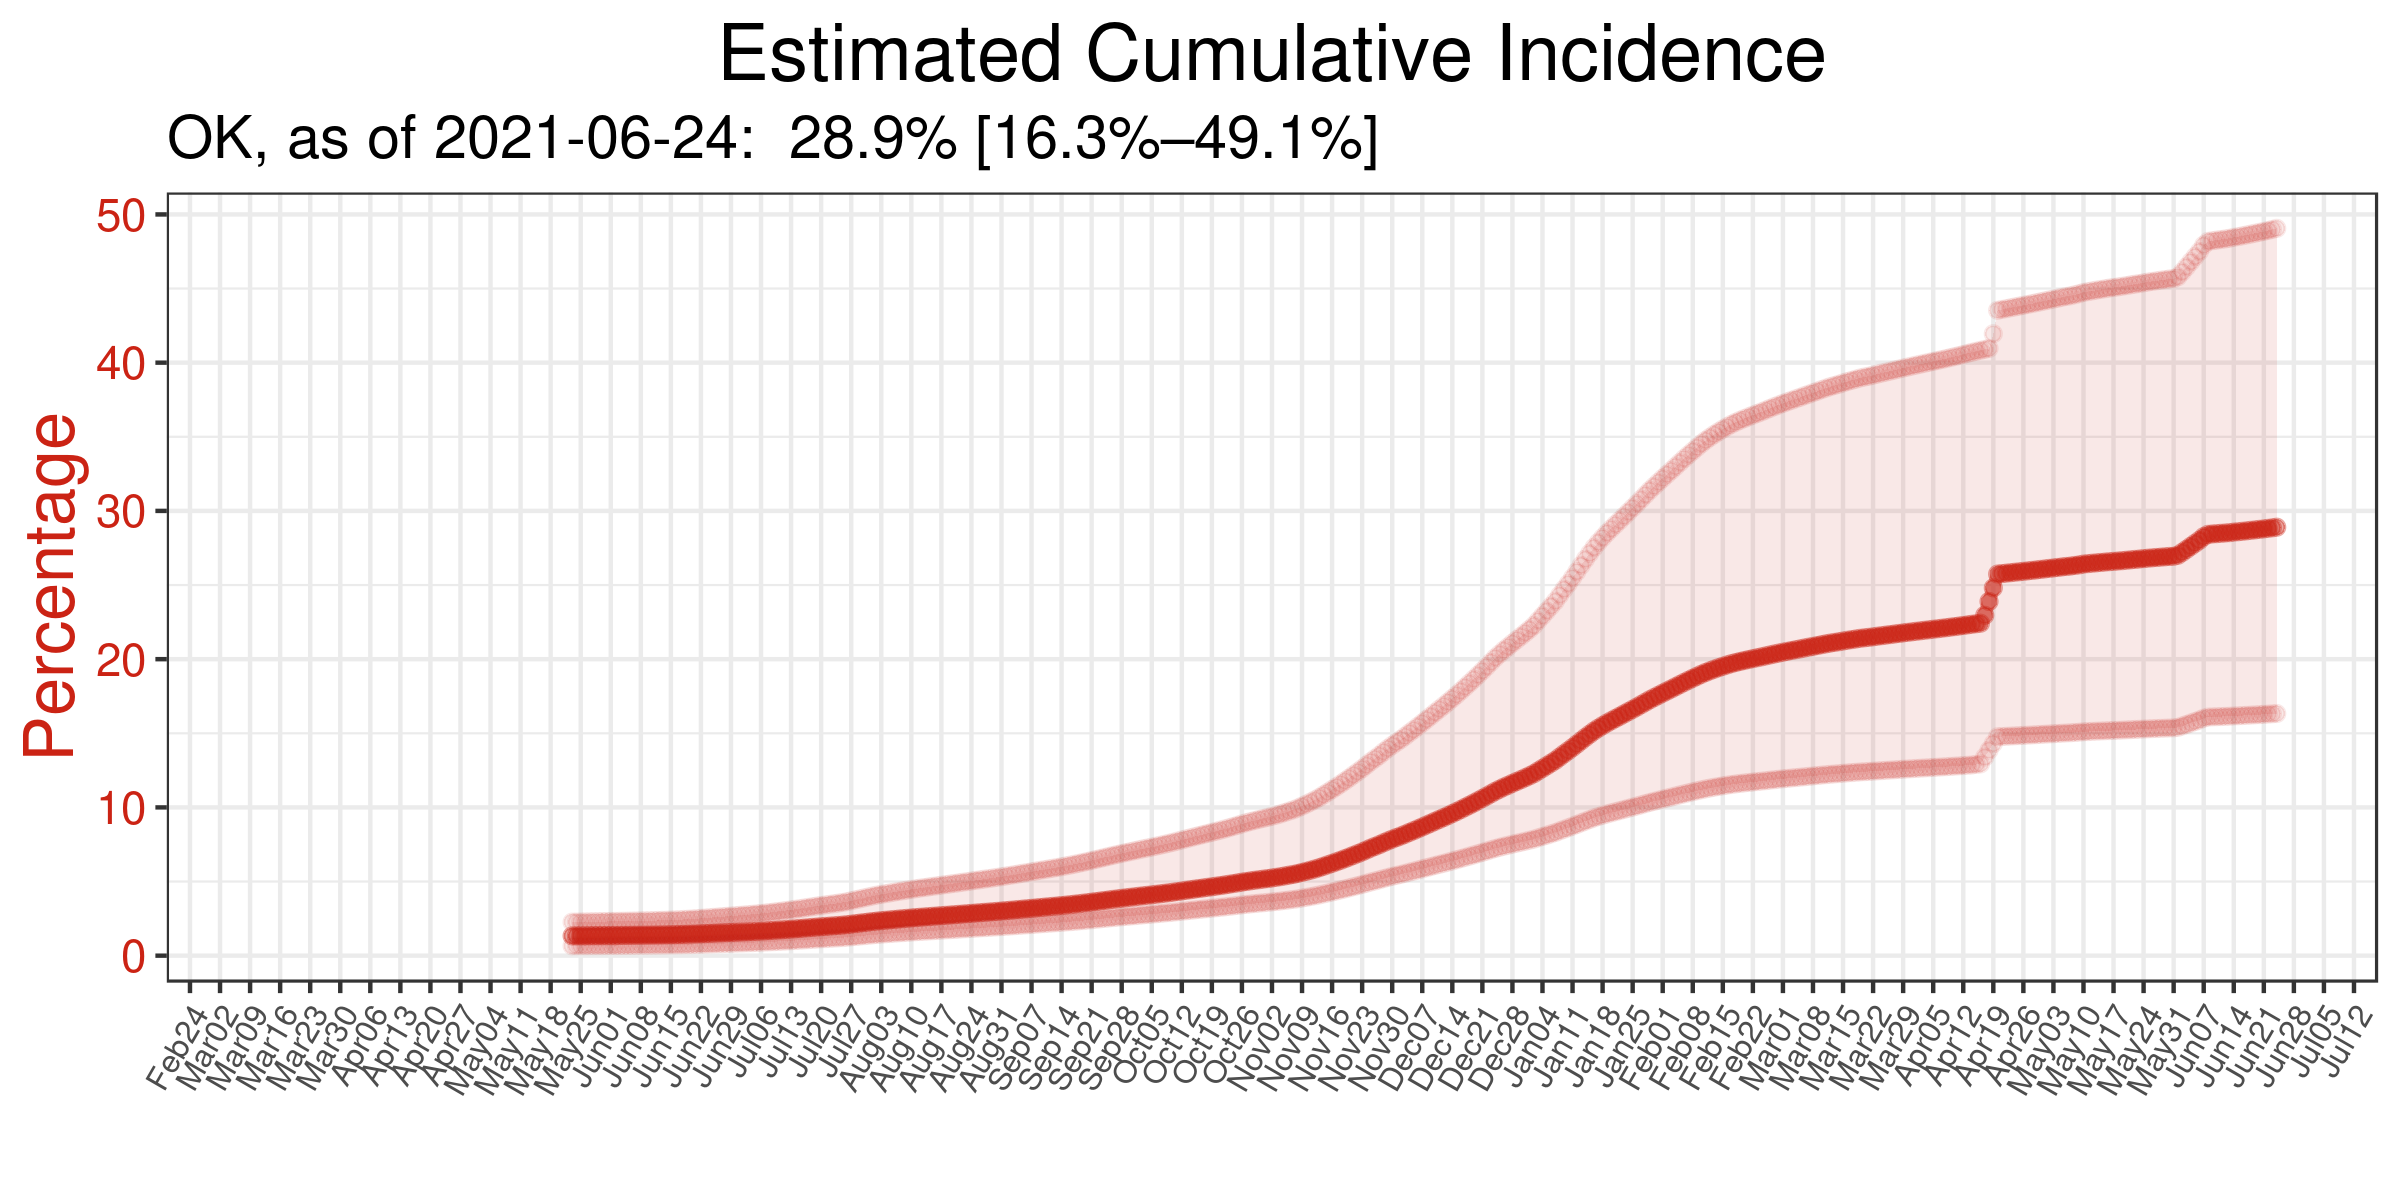 Estimated Cumulative Incidence
OK, as of 2021-06-24:  28.9% [16.3%–49.1%]
Percentage
50
40
30
20
10
0
Feb24
Mar02
Mar09
Mar16
Mar23
Mar30
Apr06
Apr13
Apr20
Apr27
May04
May11
May18
May25
Jun01
Jun08
Jun15
Jun22
Jun29
Jul06
Jul13
Jul20
Jul27
Aug03
Aug10
Aug17
Aug24
Aug31
Sep07
Sep14
Sep21
Sep28
Oct05
Oct12
Oct19
Oct26
Nov02
Nov09
Nov16
Nov23
Nov30
Dec07
Dec14
Dec21
Dec28
Jan04
Jan11
Jan18
Jan25
Feb01
Feb08
Feb15
Feb22
Mar01
Mar08
Mar15
Mar22
Mar29
Apr05
Apr12
Apr19
Apr26
May03
May10
May17
May24
May31
Jun07
Jun14
Jun21
Jun28
Jul05
Jul12